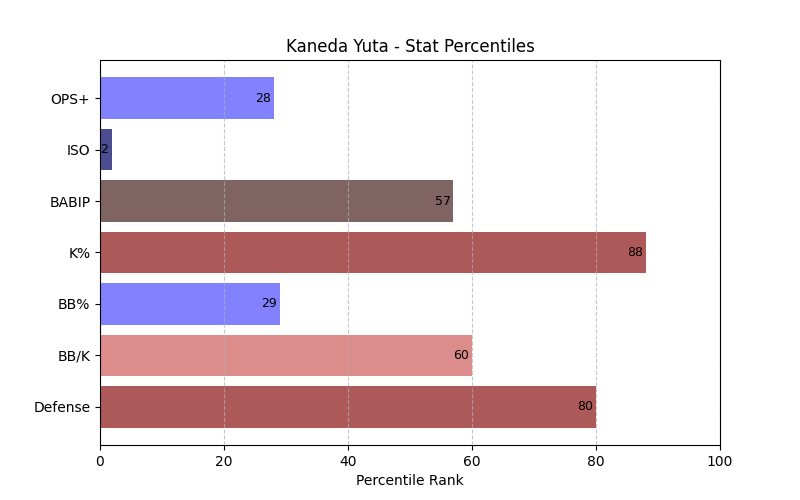 Kaneda Yuta - Stat Percentiles
OPS+ 28
ISO 2
BABIP 57
K% 88
BB% 29
BB/K 60
Defense 80
0 20 40 60 80 100
Percentile Rank